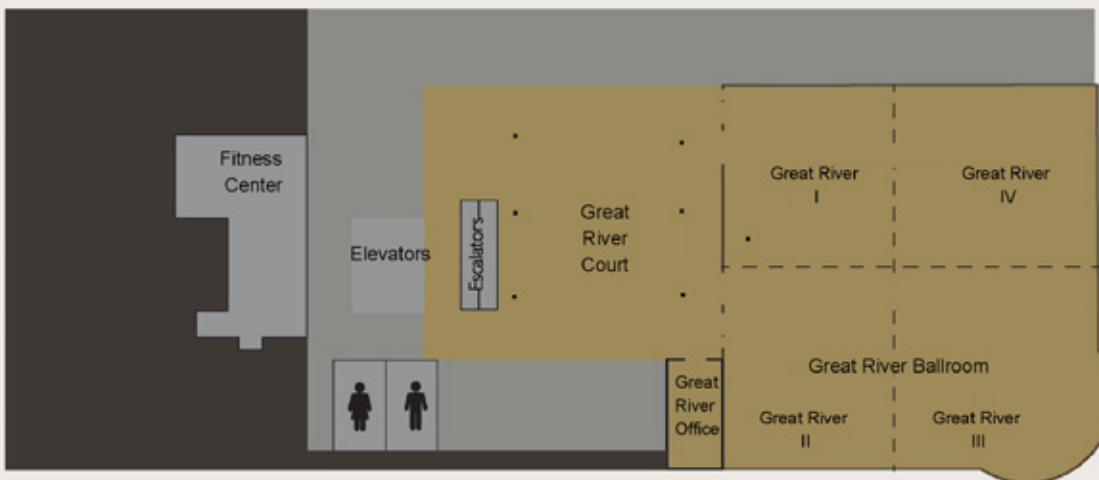 Fitness
Center
Elevators
Escalators
Great
River
Court
Great River
I
Great River
IV
Great River Ballroom
Great River
II
Great River
III
Great
River
Office